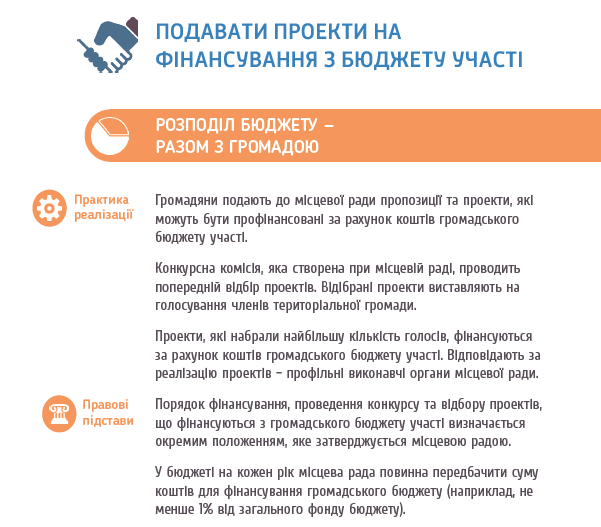 ПОДАВАТИ ПРОЕКТИ НА
ФІНАНСУВАННЯ З БЮДЖЕТУ УЧАСТІ
РОЗПОДІЛ БЮДЖЕТУ –
РАЗОМ З ГРОМАДОЮ
Практика
реалізації
Громадяни подають до місцевої ради пропозиції та проекти, які
можуть бути профінансовані за рахунок коштів громадського
бюджету участі.
Конкурсна комісія, яка створена при місцевій раді, проводить
попередній відбір проектів. Відібрані проекти виставляють на
голосування членів територіальної громади.
Проекти, які набрали найбільшу кількість голосів, фінансуються
за рахунок коштів громадського бюджету участі. Відповідають за
реалізацію проектів – профільні виконавчі органи місцевої ради.
Правові
підстави
Порядок фінансування, проведення конкурсу та відбору проектів,
що фінансуються з громадського бюджету участі визначається
окремим положенням, яке затверджується місцевою радою.
У бюджеті на кожен рік місцева рада повинна передбачити суму
коштів для фінансування громадського бюджету (наприклад, не
менше 1% від загального фонду бюджету).